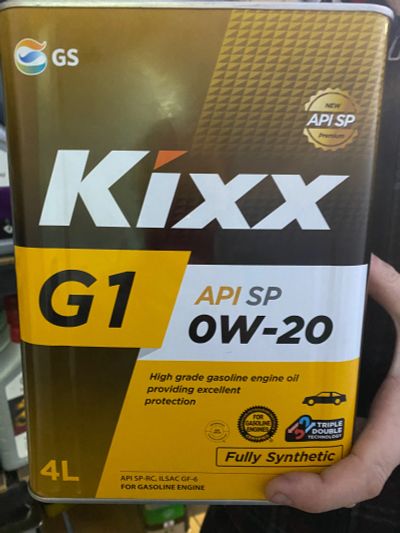 GS
NEW
API SP
Premium
Kixx
G1
API SP
0W-20
High grade gasoline engine oil
providing excellent
protection
FOR
GASOLINE
ENGINES
TRIPLE
DOUBLE
TECHNOLOGY
Fully Synthetic
4L
API SP-RC, ILSAC GF-6
FOR GASOLINE ENGINE